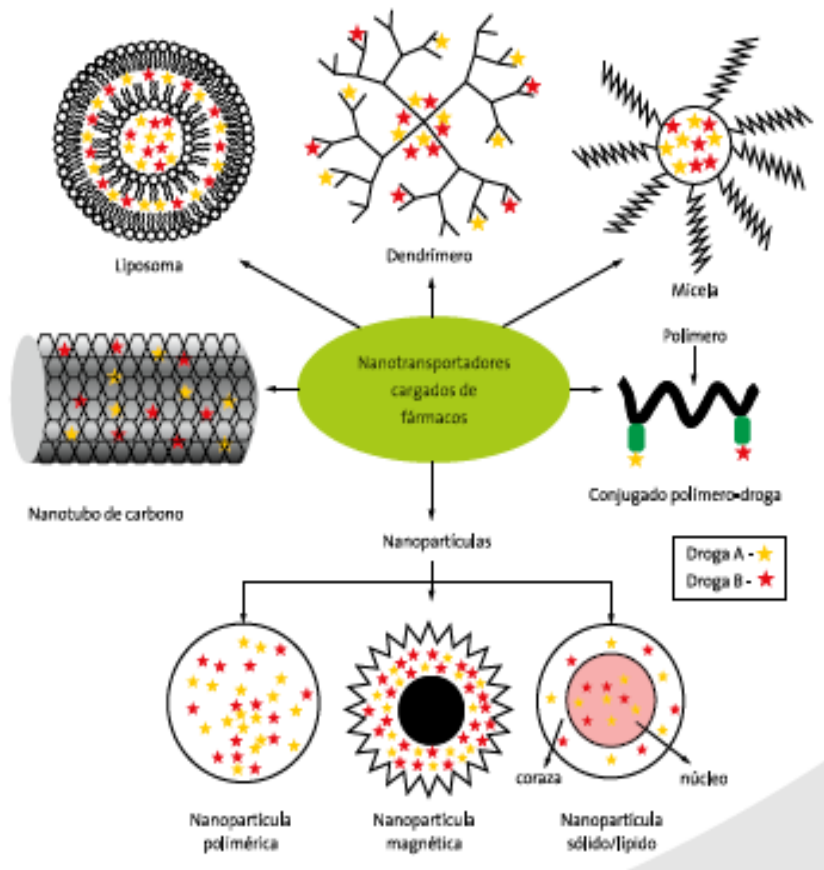 Liposoma
Dendrímero
Micela
Nanotransportadores
cargados de
fármacos
Polímero
Nanotubo de carbono
Conjugado polímero-droga
Nanopartículas
Droga A -
Droga B -
coraza
núcleo
Nanopartícula
polimérica
Nanopartícula
magnética
Nanopartícula
sólido/lípido